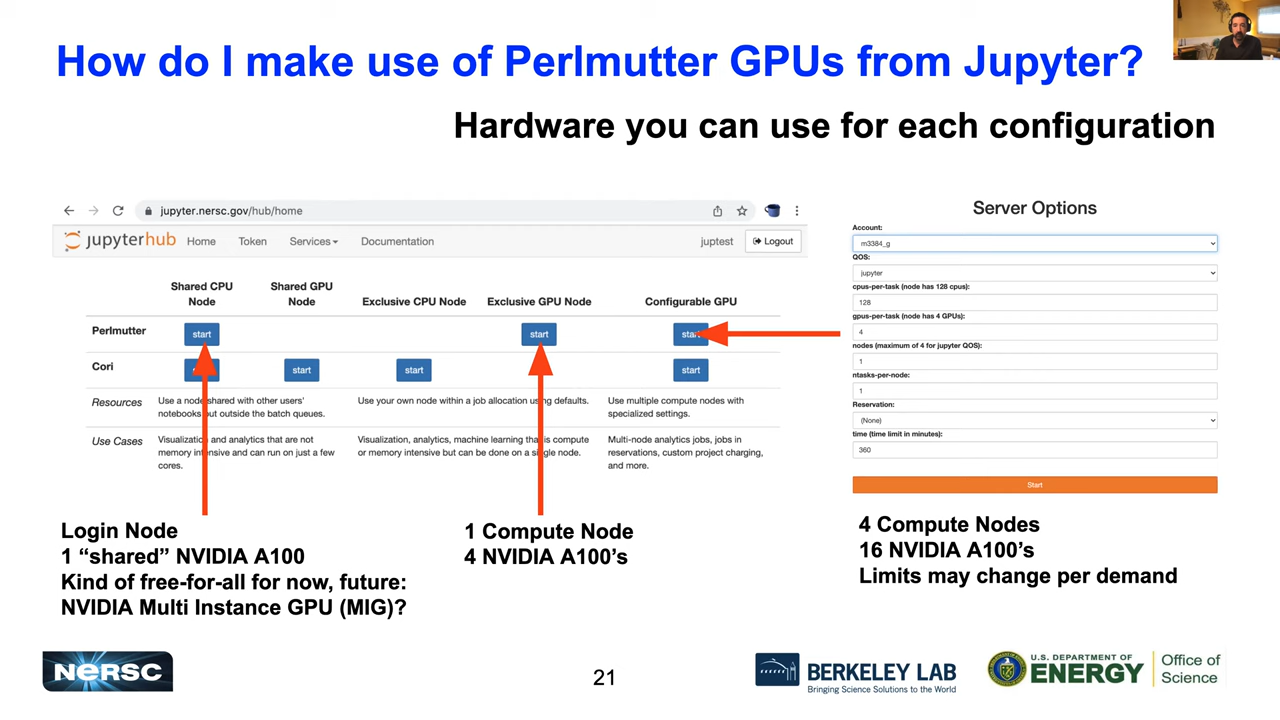 How do I make use of Perlmutter GPUs from Jupyter?
Hardware you can use for each configuration
jupyter.nersc.gov/hub/home
jupyterhub Home Token Services Documentation juptest Logout
Shared CPU Node
Shared GPU Node
Exclusive CPU Node
Exclusive GPU Node
Configurable GPU
Perlmutter start start start
Cori start start start
Resources
Use a node shared with other users'
notebooks but outside the batch queues.
Use your own node within a job allocation using defaults.
Use multiple compute nodes with
specialized settings.
Use Cases
Visualization and analytics that are not
memory intensive and can run on just a few
cores.
Visualization, analytics, machine learning that is compute
or memory intensive but can be done on a single node.
Multi-node analytics jobs, jobs in
reservations, custom project charging,
and more.
Server Options
Account:
m3384_g
QOS:
jupyter
cpus-per-task (node has 128 cpus):
128
gpus-per-task (node has 4 GPUs):
4
nodes (maximum of 4 for jupyter QOS):
1
ntasks-per-node:
1
Reservation:
(None)
time (time limit in minutes):
360
Start
Login Node
1 “shared” NVIDIA A100
Kind of free-for-all for now, future:
NVIDIA Multi Instance GPU (MIG)?
1 Compute Node
4 NVIDIA A100’s
4 Compute Nodes
16 NVIDIA A100’s
Limits may change per demand
NERSC
21
BERKELEY LAB
Bringing Science Solutions to the World
U.S. DEPARTMENT OF
ENERGY
Office of
Science